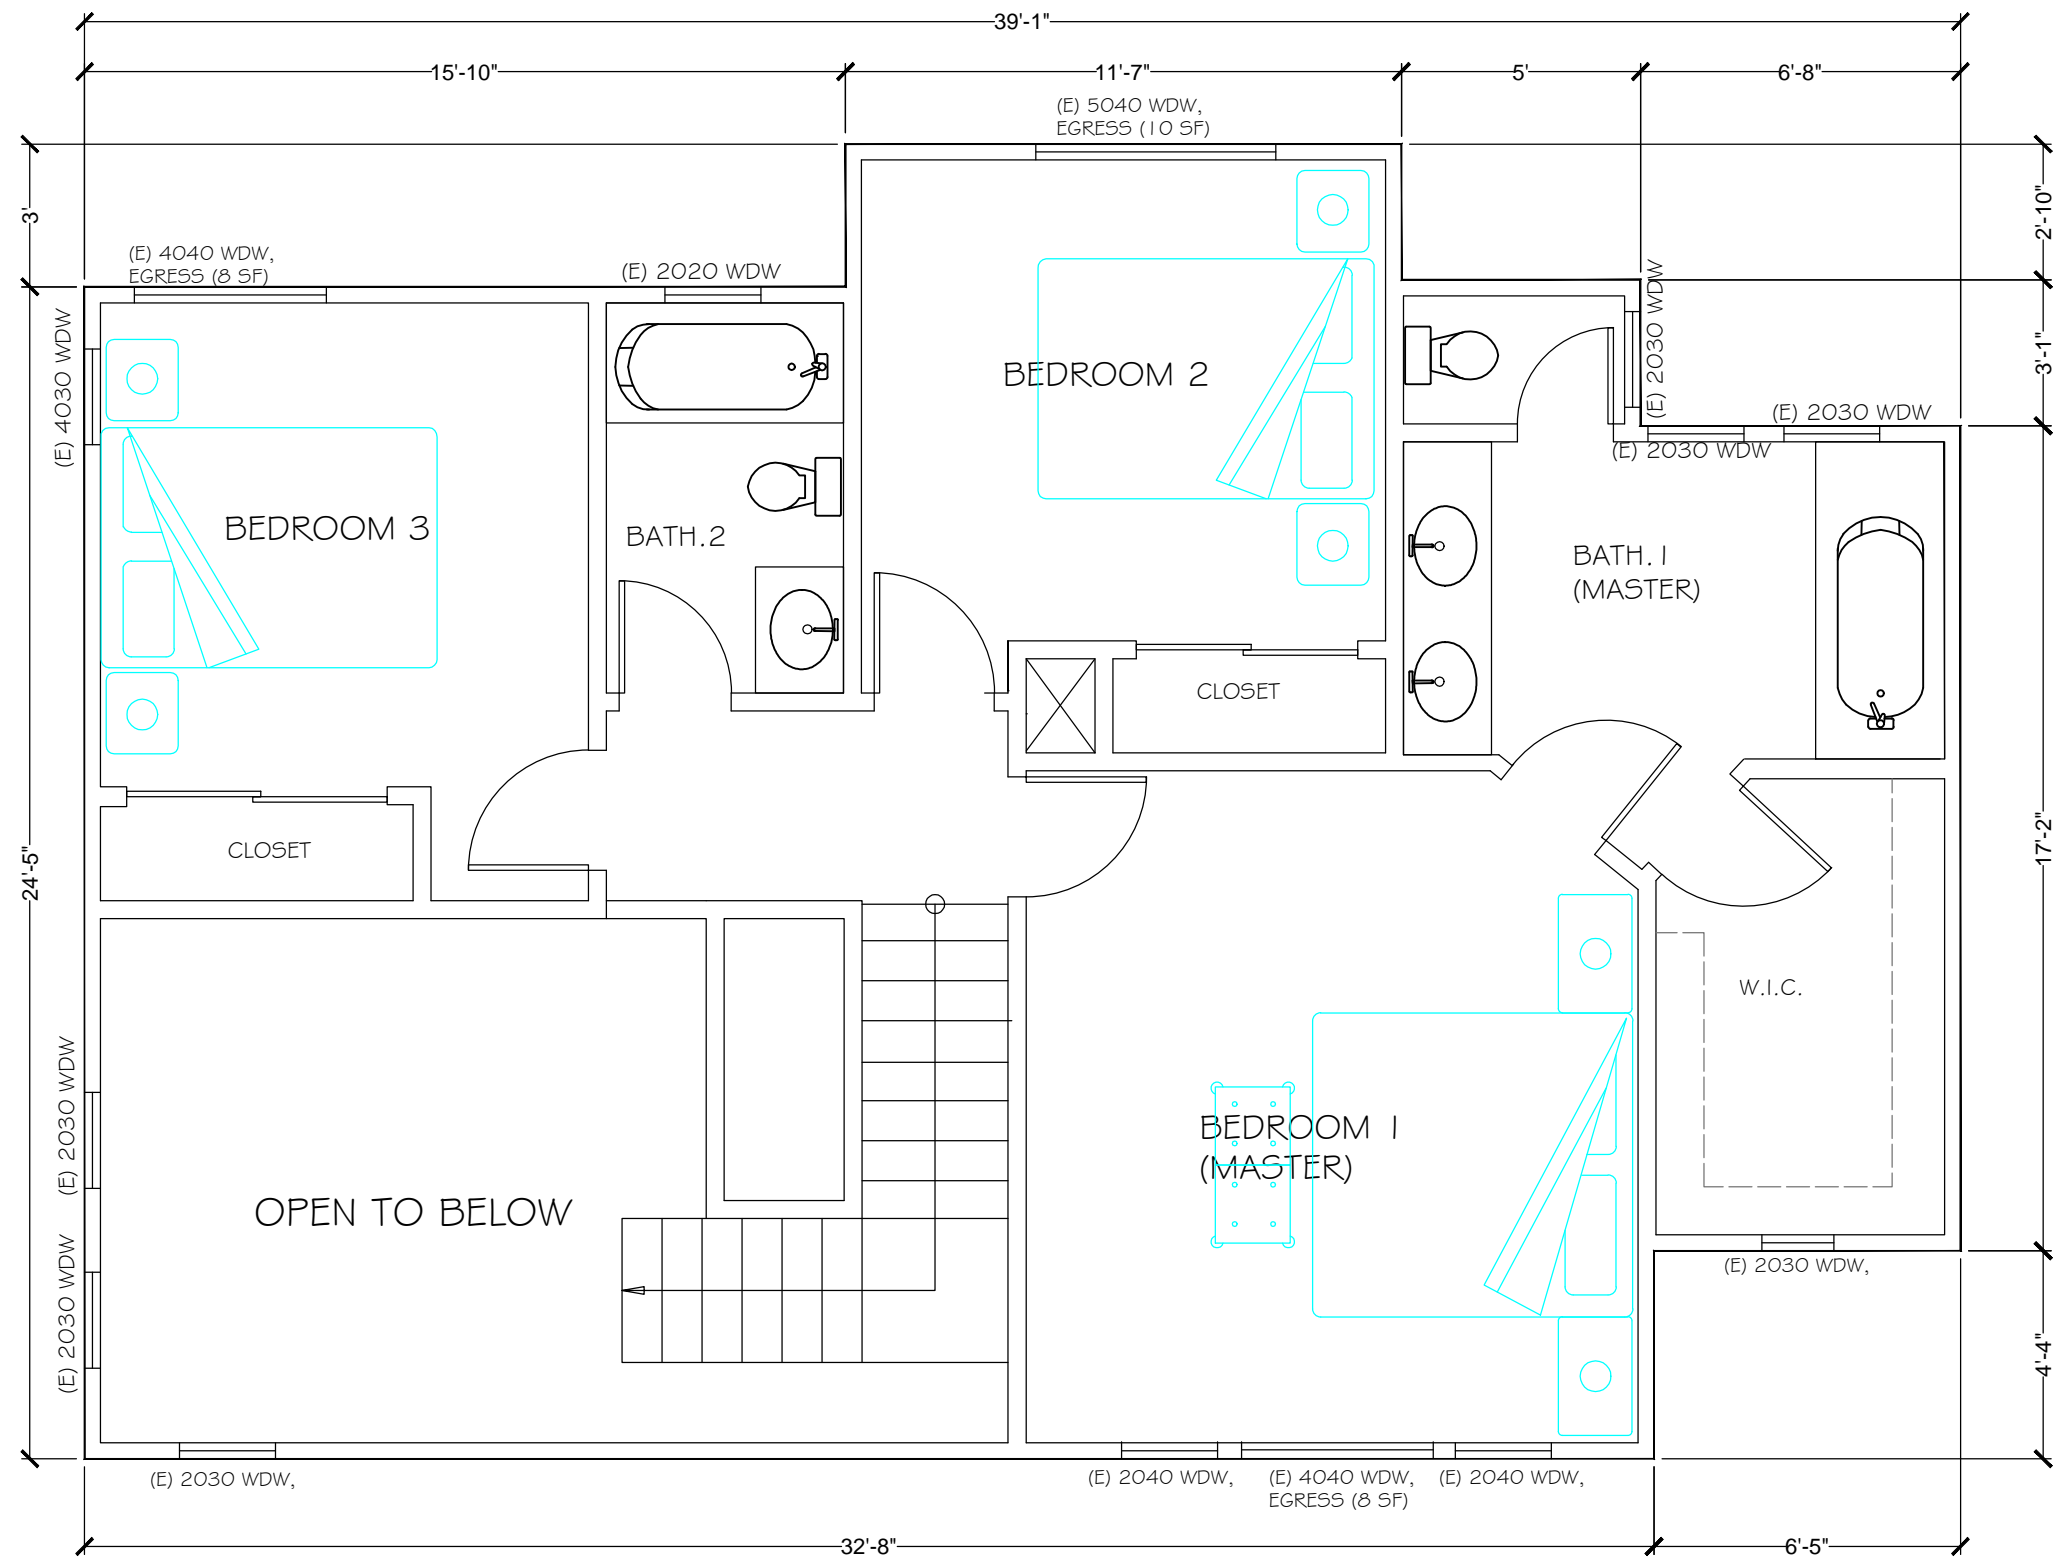 39'-1"
15'-10"
11'-7"
5'
6'-8"
(E) 5040 WDW,
EGRESS (10 SF)
3'
2'-10"
(E) 4040 WDW,
EGRESS (8 SF)
(E) 2020 WDW
(E) 4030 WDW
(E) 2030 WDW
3'-1"
BEDROOM 2
(E) 2030 WDW
(E) 2030 WDW
BEDROOM 3
BATH.2
BATH.1
(MASTER)
CLOSET
CLOSET
24'-5"
17'-2"
W.I.C.
(E) 2030 WDW
BEDROOM 1
(MASTER)
OPEN TO BELOW
(E) 2030 WDW
(E) 2030 WDW,
4'-4"
(E) 2030 WDW,
(E) 2040 WDW,
(E) 4040 WDW,
EGRESS (8 SF)
(E) 2040 WDW,
32'-8"
6'-5"